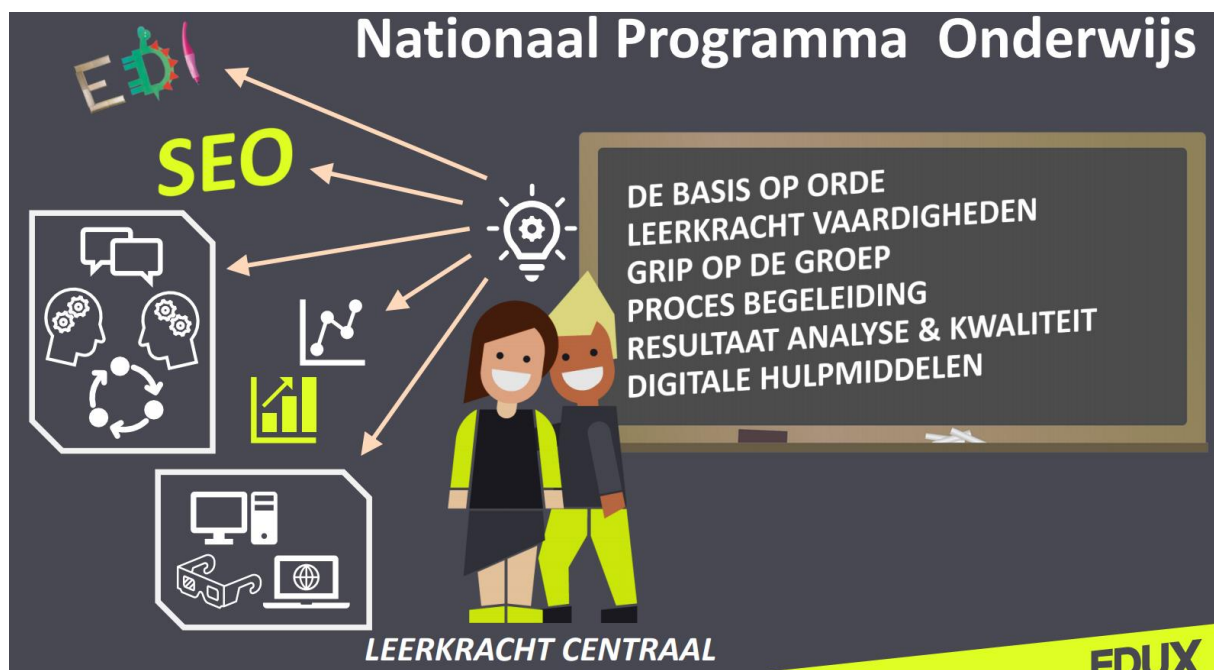 Nationaal Programma Onderwijs
EDI
SEO
DE BASIS OP ORDE
LEERKRACHT VAARDIGHEDEN
GRIP OP DE GROEP
PROCES BEGELEIDING
RESULTAAT ANALYSE & KWALITEIT
DIGITALE HULPMIDDELEN
LEERKRACHT CENTRAAL
EDUX